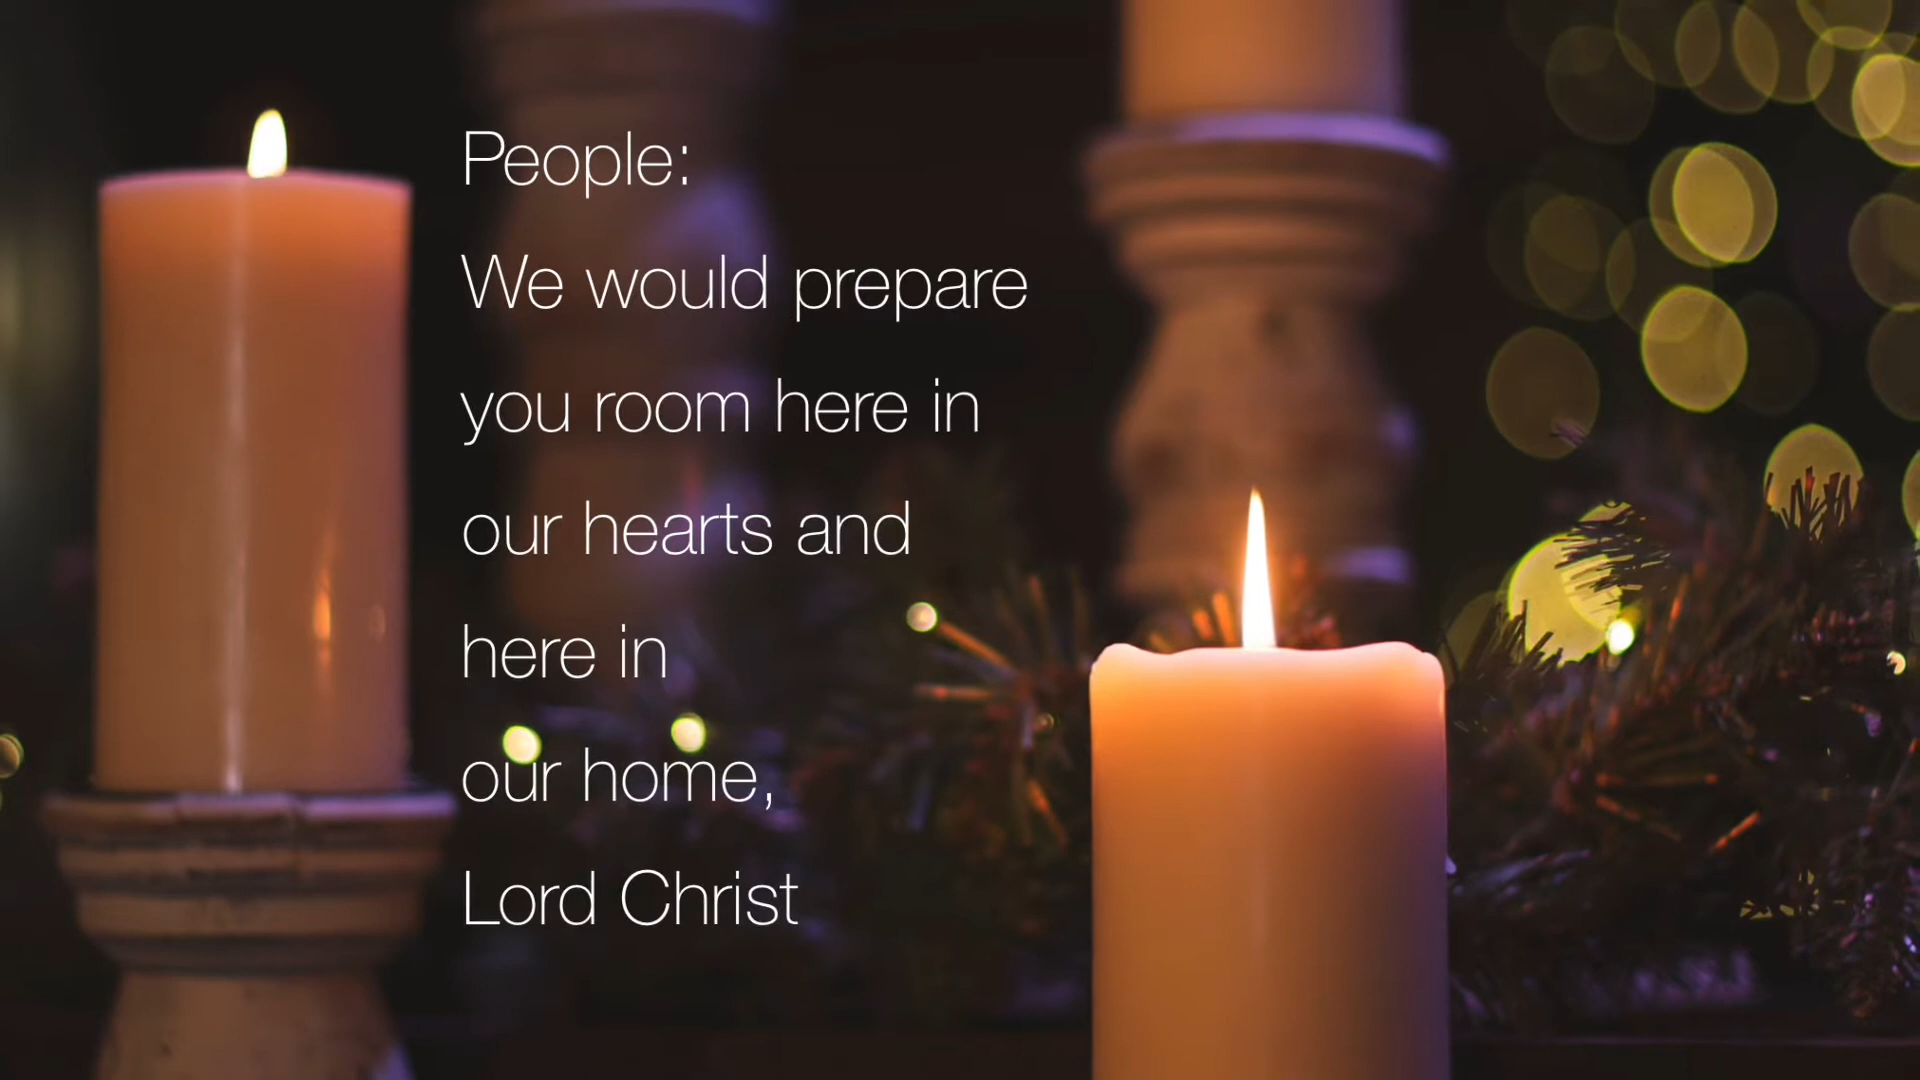 People:
We would prepare
you room here in
our hearts and
here in
our home,
Lord Christ